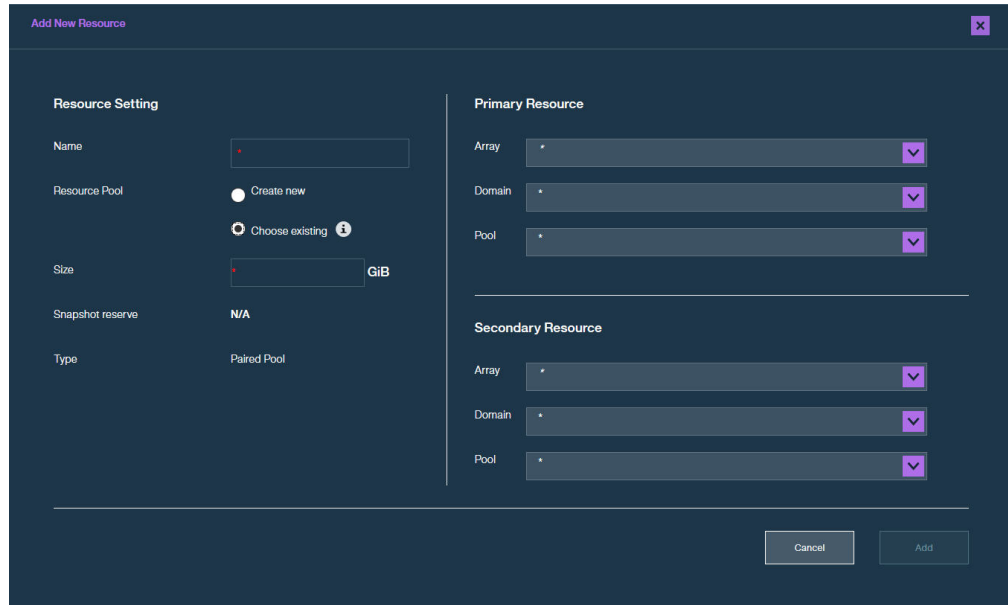 Add New Resource
Resource Setting
Name
*
Resource Pool
Create new
Choose existing
Size
* GiB
Snapshot reserve N/A
Type Paired Pool
Primary Resource
Array *
Domain *
Pool *
Secondary Resource
Array *
Domain *
Pool *
Cancel Add